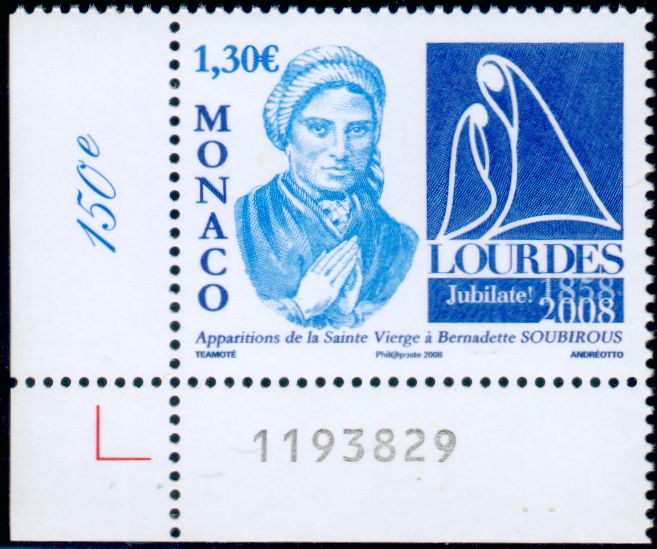 1,30€
MONACO
150e
LOURDES
Jubilate! 1858
2008
Apparitions de la Sainte Vierge à Bernadette SOUBIROUS
TEAMOTÉ Phil@poste 2008 ANDRÉOTTO
1193829